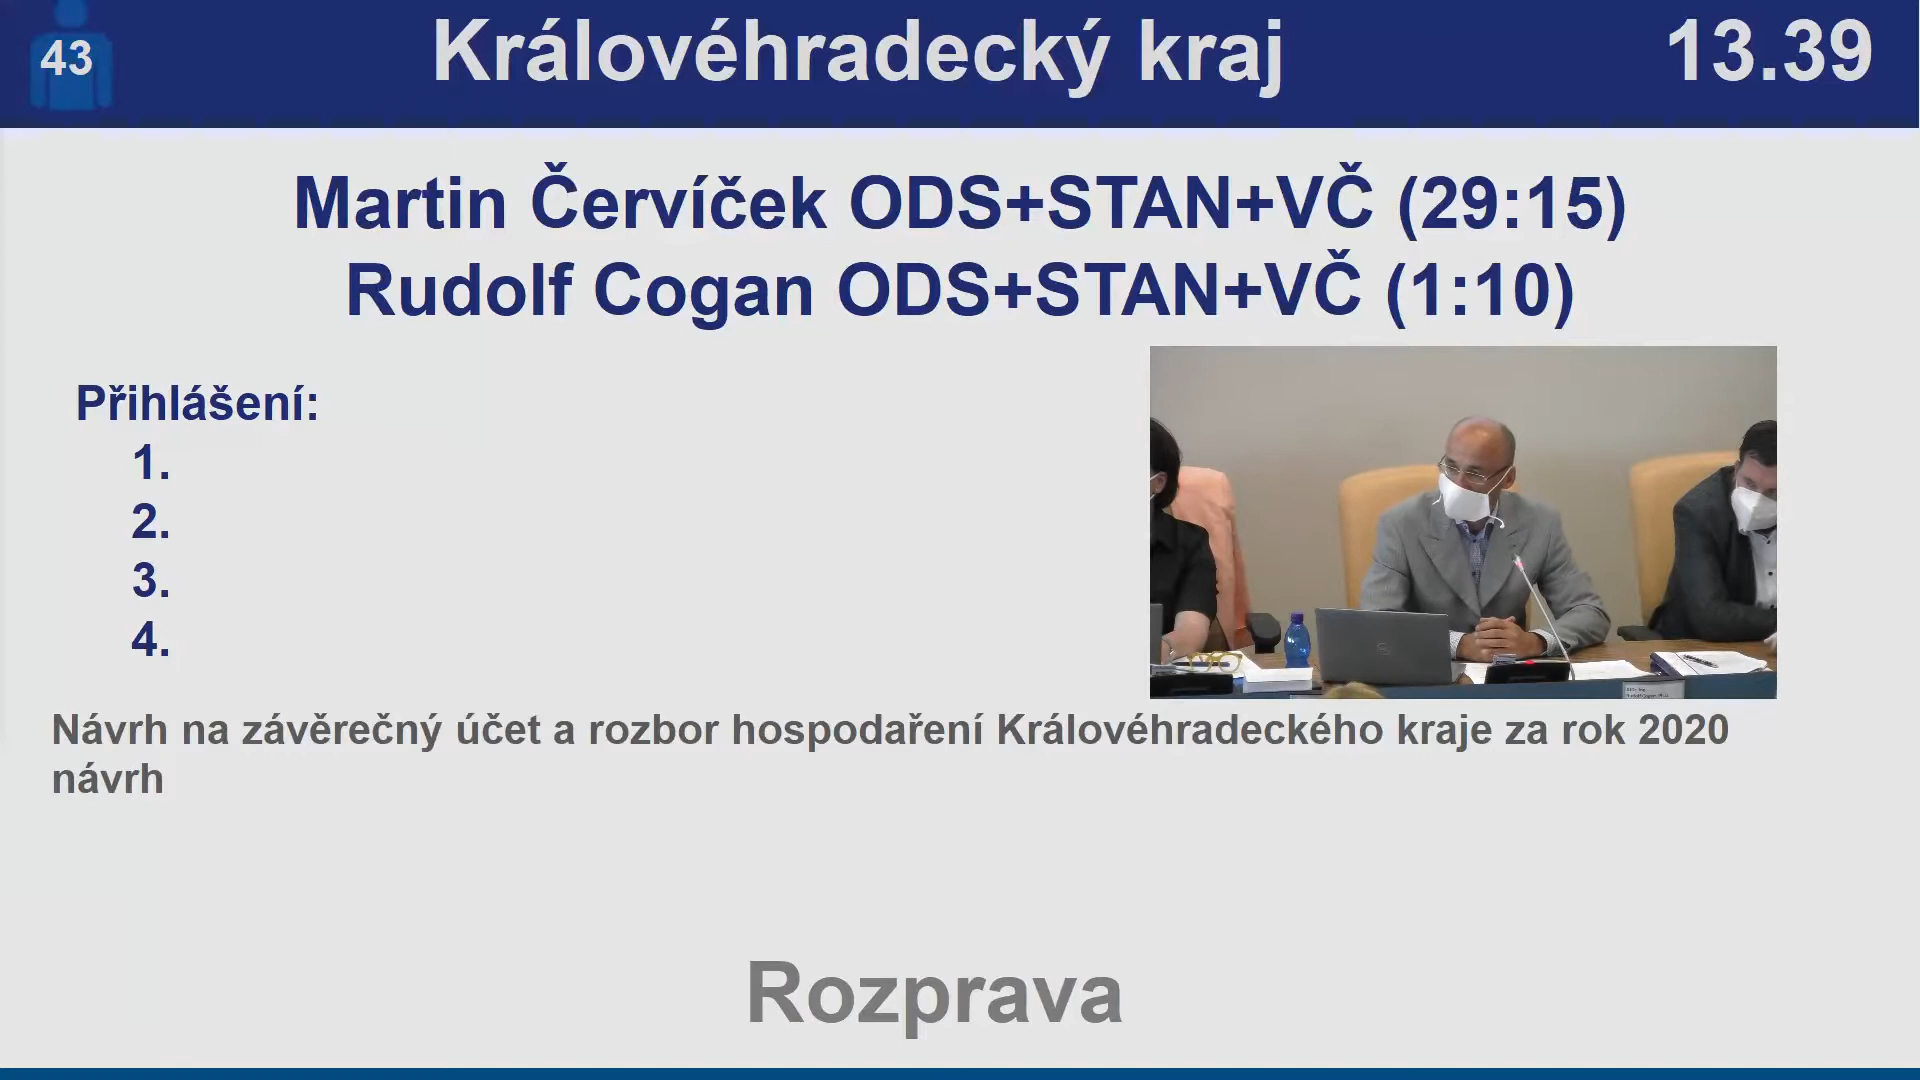 43
Královéhradecký kraj
13.39
Martin Červíček ODS+STAN+VČ (29:15)
Rudolf Cogan ODS+STAN+VČ (1:10)
Přihlášení:
1.
2.
3.
4.
Návrh na závěrečný účet a rozbor hospodaření Královéhradeckého kraje za rok 2020
návrh
Rozprava